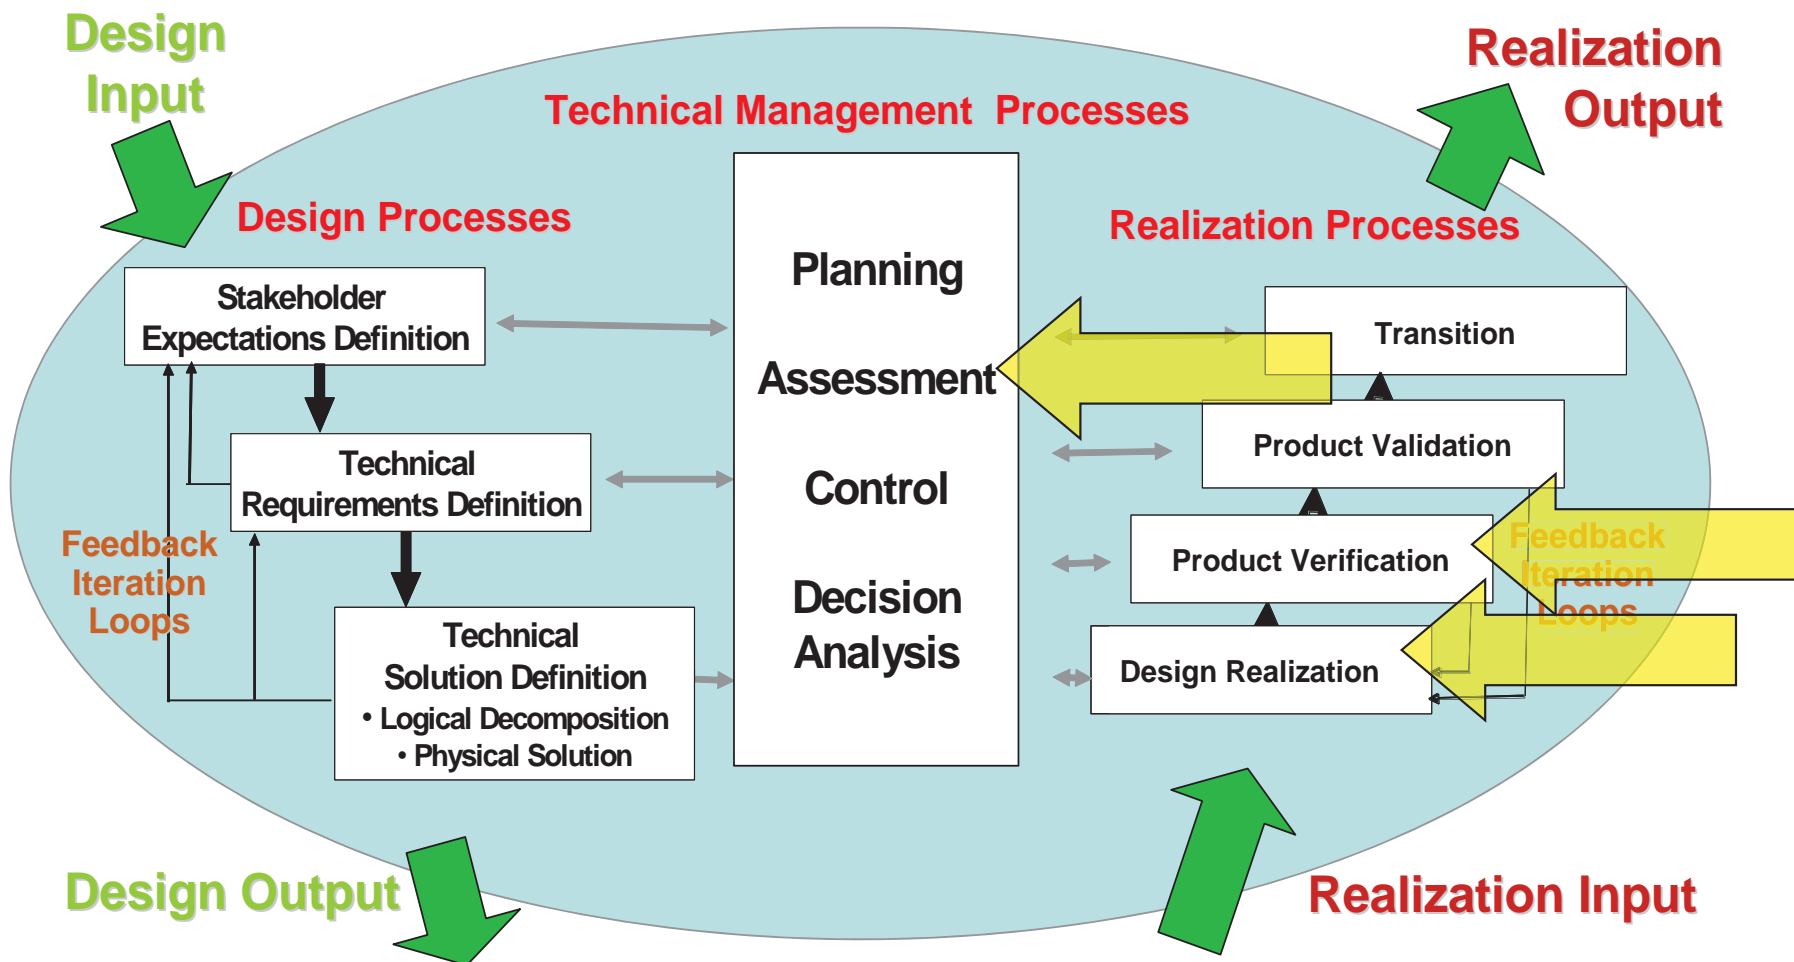 Design
Input
Realization
Output
Technical Management Processes
Design Processes
Realization Processes
Stakeholder
Expectations Definition
Technical
Requirements Definition
Feedback
Iteration
Loops
Technical
Solution Definition
• Logical Decomposition
• Physical Solution
Planning
Assessment
Control
Decision
Analysis
Transition
Product Validation
Product Verification
Design Realization
Feedback
Iteration
Loops
Design Output
Realization Input